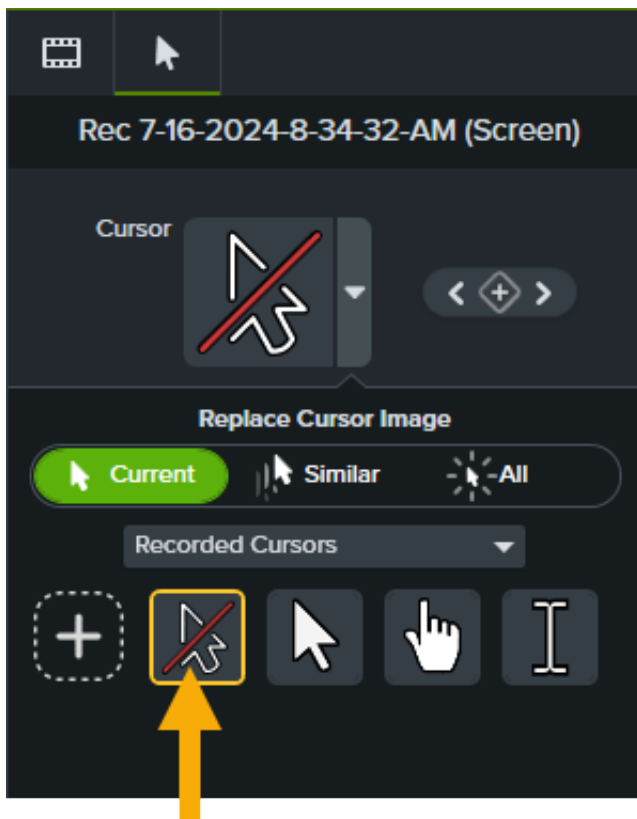 Rec 7-16-2024-8-34-32-AM (Screen)
Cursor
Replace Cursor Image
Current Similar All
Recorded Cursors